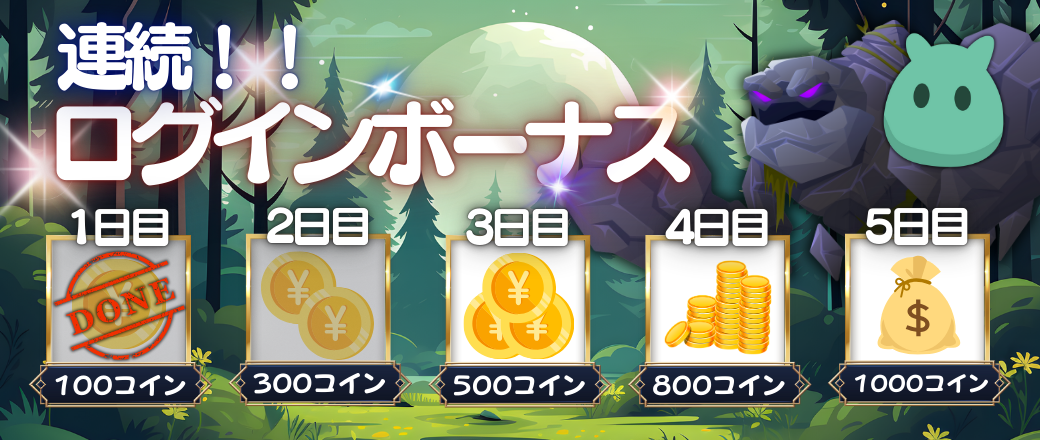 連続！！
ログインボーナス
1日目
2日目
3日目
4日目
5日目
DONE
¥
¥
¥
¥
¥
$
100コイン
300コイン
500コイン
800コイン
1000コイン